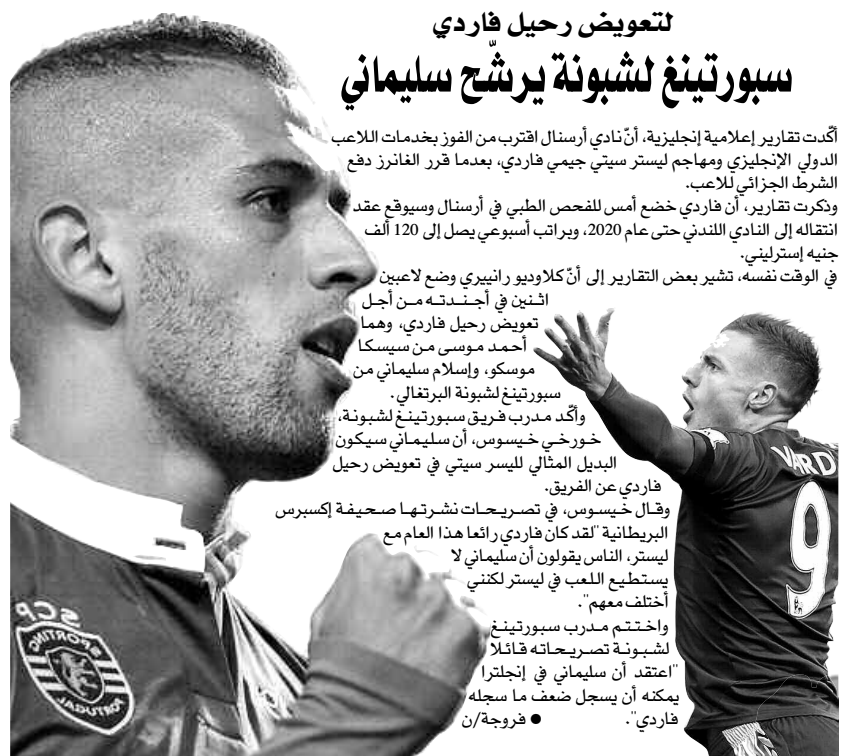 لتعويض رحيل فاردي
سبورتينغ لشبونة يرشّح سليماني
أكّدت تقارير إعلامية إنجليزية، أنّ نادي أرسنال اقترب من الفوز بخدمات اللاعب
الدولي الإنجليزي ومهاجم ليستر سيتي جيمي فاردي، بعدما قرر الغانرز دفع
الشرط الجزائي للاعب.
وذكرت تقارير، أن فاردي خضع أمس للفحص الطبي في أرسنال وسيوقع عقد
انتقاله إلى النادي اللندني حتى عام 2020، وبراتب أسبوعي يصل إلى 120 ألف
جنيه إسترليني.
في الوقت نفسه، تشير بعض التقارير إلى أنّ كلاوديو رانييري وضع لاعبين
اثنين في أجندته من أجل
تعويض رحيل فاردي، وهما
أحمد موسى من سيسكا
موسكو، وإسلام سليماني من
سبورتينغ لشبونة البرتغالي.
وأكّد مدرب فريق سبورتينغ لشبونة،
خورخي خيسوس، أن سليماني سيكون
البديل المثالي لليسر سيتي في تعويض رحيل
فاردي عن الفريق.
وقال خيسوس، في تصريحات نشرتها صحيفة إكسبرس
البريطانية "لقد كان فاردي رائعا هذا العام مع
ليستر، الناس يقولون أن سليماني لا
يستطيع اللعب في ليستر لكنني
أختلف معهم".
واختتم مدرب سبورتينغ
لشبونة تصريحاته قائلا
"اعتقد أن سليماني في إنجلترا
يمكنه أن يسجل ضعف ما سجله
فاردي".
● فروجة/ن
VARD
9
SCP
SPORTING
PORTUGAL